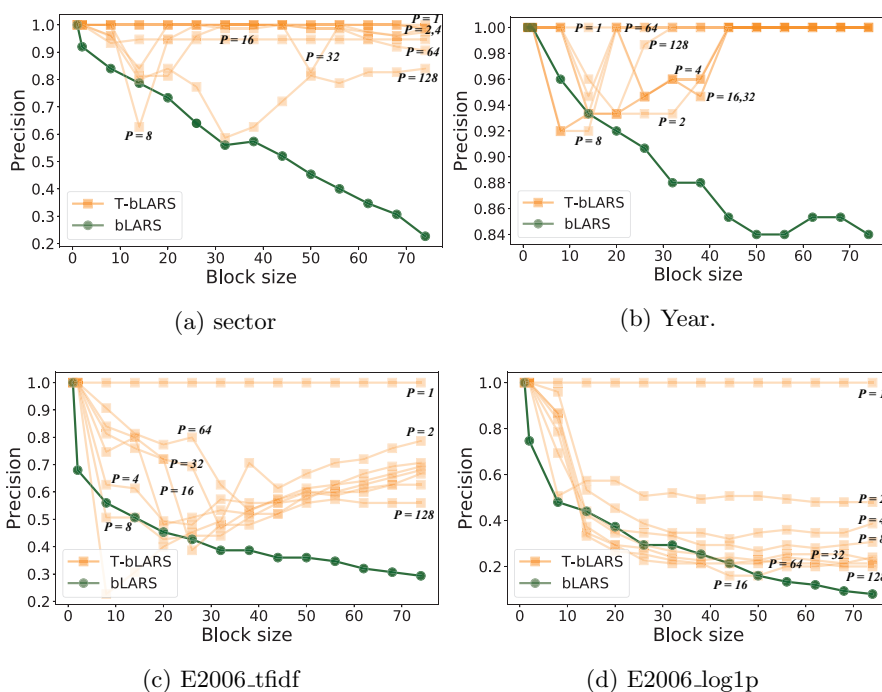 P = 1
P = 2,4
P = 16
P = 32
P = 64
P = 128
P = 8
1.0
0.9
0.8
0.7
0.6
0.5
0.4
0.3
0.2
Precision
T-bLARS
bLARS
0 10 20 30 40 50 60 70
Block size
(a) sector
P = 1
P = 64
P = 128
P = 4
P = 16,32
P = 2
P = 8
1.00
0.98
0.96
0.94
0.92
0.90
0.88
0.86
0.84
Precision
T-bLARS
bLARS
0 10 20 30 40 50 60 70
Block size
(b) Year.
P = 1
P = 64
P = 2
P = 32
P = 4
P = 16
P = 8
P = 128
1.0
0.9
0.8
0.7
0.6
0.5
0.4
0.3
0.2
Precision
T-bLARS
bLARS
0 10 20 30 40 50 60 70
Block size
(c) E2006_tfidf
P = 1
P = 2
P = 4
P = 8
P = 32
P = 64
P = 128
P = 16
1.0
0.8
0.6
0.4
0.2
Precision
T-bLARS
bLARS
0 10 20 30 40 50 60 70
Block size
(d) E2006_log1p